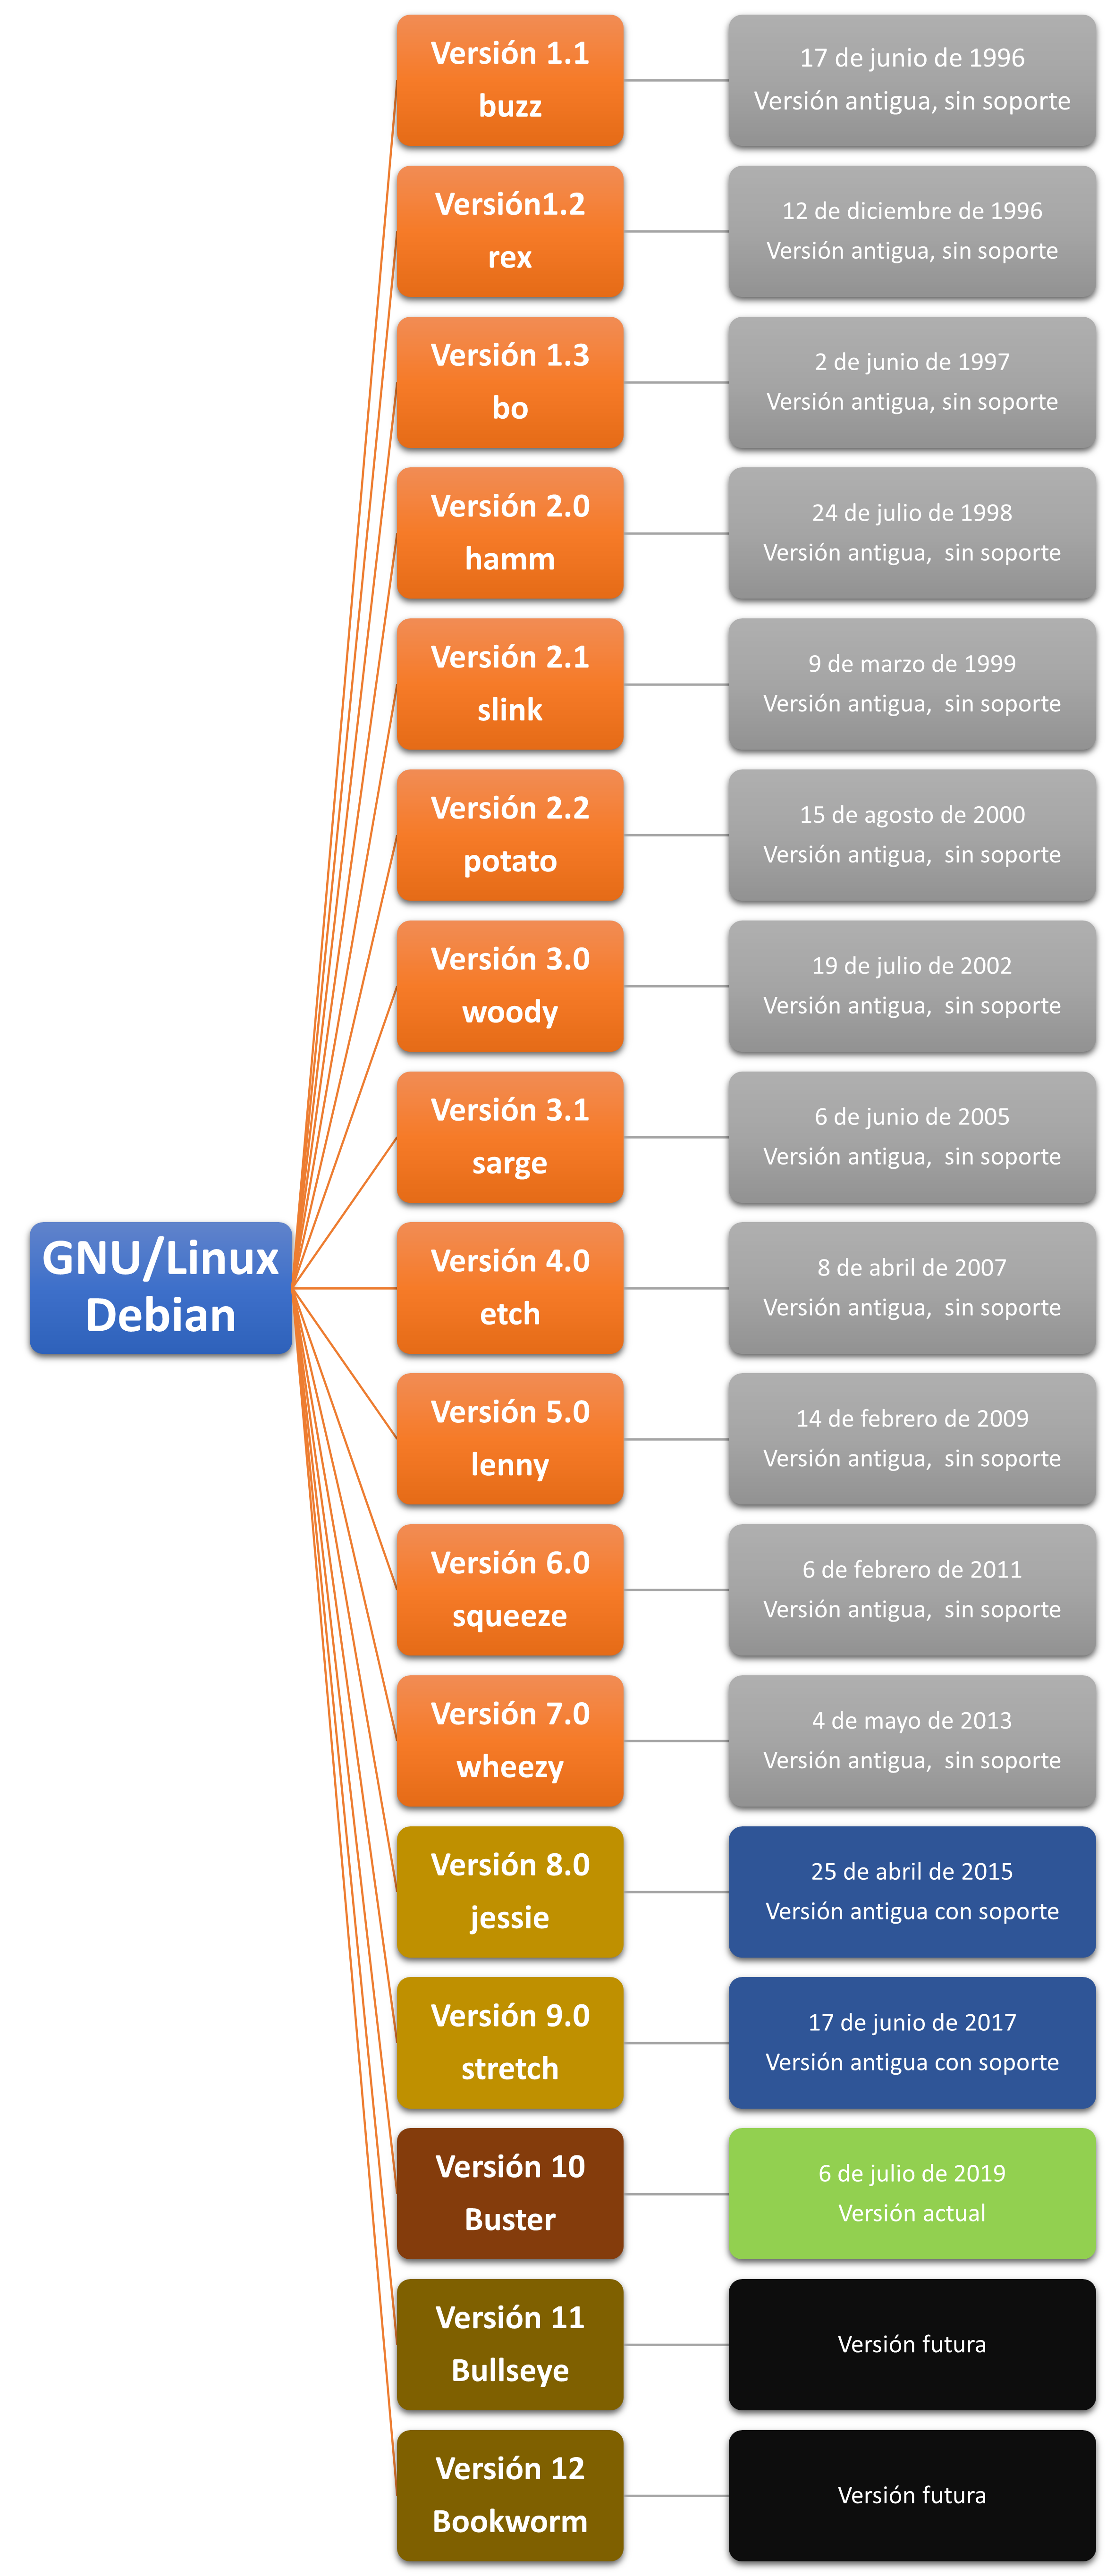 Versión 1.1
buzz
17 de junio de 1996
Versión antigua, sin soporte
Versión1.2
rex
12 de diciembre de 1996
Versión antigua, sin soporte
Versión 1.3
bo
2 de junio de 1997
Versión antigua, sin soporte
Versión 2.0
hamm
24 de julio de 1998
Versión antigua,  sin soporte
Versión 2.1
slink
9 de marzo de 1999
Versión antigua,  sin soporte
Versión 2.2
potato
15 de agosto de 2000
Versión antigua,  sin soporte
Versión 3.0
woody
19 de julio de 2002
Versión antigua,  sin soporte
Versión 3.1
sarge
6 de junio de 2005
Versión antigua,  sin soporte
GNU/Linux
Debian
Versión 4.0
etch
8 de abril de 2007
Versión antigua,  sin soporte
Versión 5.0
lenny
14 de febrero de 2009
Versión antigua,  sin soporte
Versión 6.0
squeeze
6 de febrero de 2011
Versión antigua,  sin soporte
Versión 7.0
wheezy
4 de mayo de 2013
Versión antigua,  sin soporte
Versión 8.0
jessie
25 de abril de 2015
Versión antigua con soporte
Versión 9.0
stretch
17 de junio de 2017
Versión antigua con soporte
Versión 10
Buster
6 de julio de 2019
Versión actual
Versión 11
Bullseye
Versión futura
Versión 12
Bookworm
Versión futura